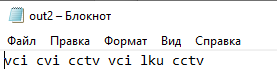 out2 – Блокнот
Файл Правка Формат Вид Справка
vci cvi cctv vci lku cctv